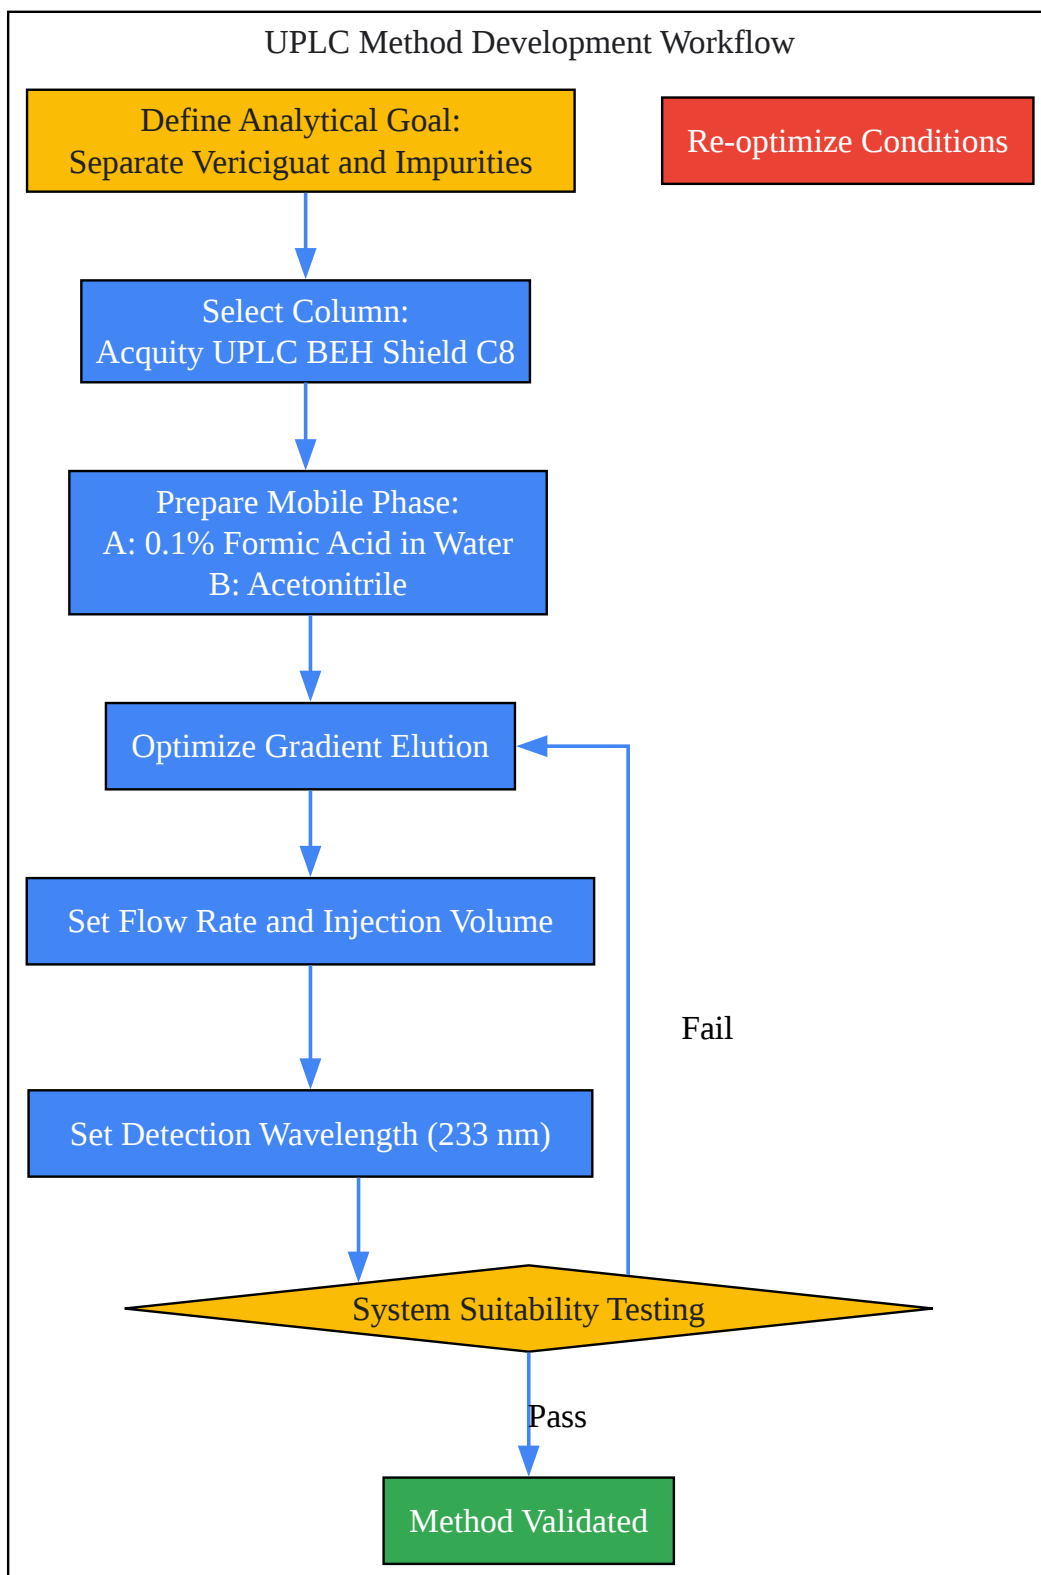 UPLC Method Development Workflow
Define Analytical Goal:
Separate Vericiguat and Impurities
Re-optimize Conditions
Select Column:
Acquity UPLC BEH Shield C8
Prepare Mobile Phase:
A: 0.1% Formic Acid in Water
B: Acetonitrile
Optimize Gradient Elution
Set Flow Rate and Injection Volume
Fail
Set Detection Wavelength (233 nm)
System Suitability Testing
Pass
Method Validated